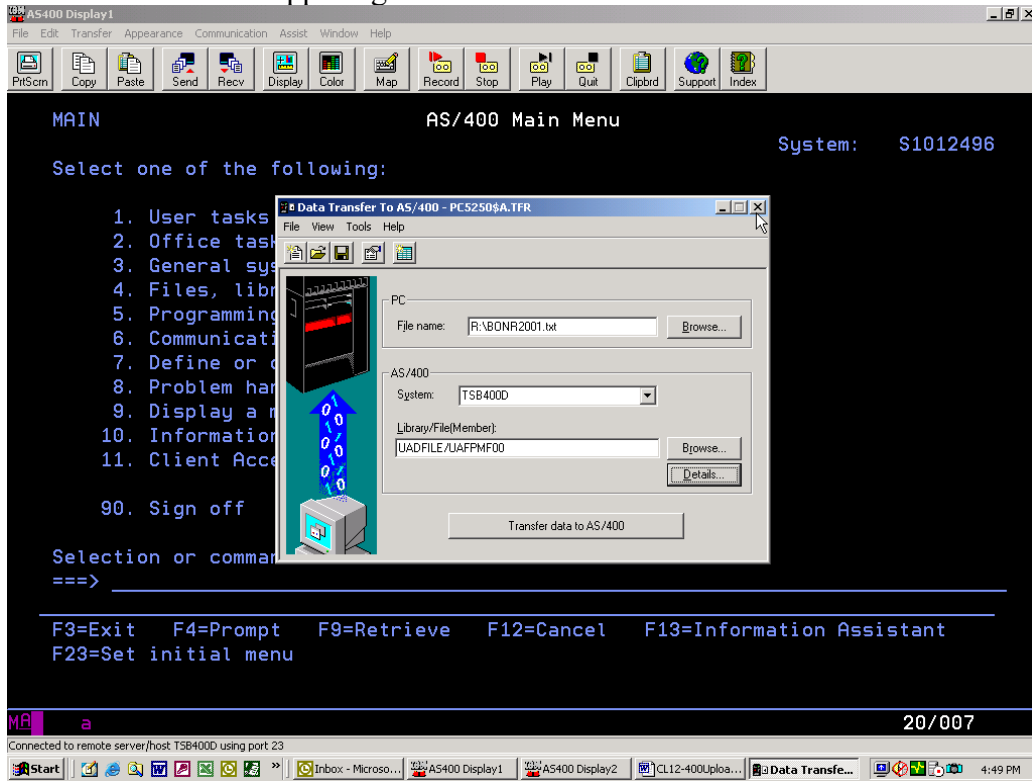 AS400 Display1
File Edit Transfer Appearance Communication Assist Window Help
PrtScrn Copy Paste Send Recv Display Color Map Record Stop Play Quit Clipbrd Support Index
MAIN AS/400 Main Menu
System: S1012496
Select one of the following:
1. User tasks
2. Office task
3. General sys
4. Files, libr
5. Programming
6. Communicati
7. Define or c
8. Problem han
9. Display a m
10. Information
11. Client Acce
90. Sign off
Selection or comman
===>
F3=Exit F4=Prompt F9=Retrieve F12=Cancel F13=Information Assistant
F23=Set initial menu
Data Transfer To AS/400 - PC5250$A.TFR
File View Tools Help
PC
File name: R:\BONR2001.txt Browse...
AS/400
System: TSB400D
Library/File(Member):
UADFILE/UAFPMF00 Browse...
Details...
Transfer data to AS/400
MA a 20/007
Connected to remote server/host TSB400D using port 23
Start Inbox - Microso... AS400 Display1 AS400 Display2 CL12-400Uploa... Data Transfe... 4:49 PM